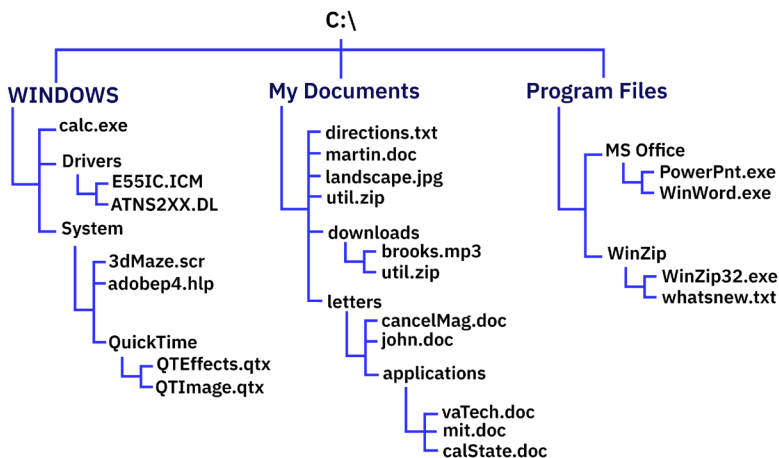 C:\
WINDOWS
calc.exe
Drivers
E55IC.ICM
ATNS2XX.DL
System
3dMaze.scr
adobep4.hlp
QuickTime
QTEffects.qtx
QTImage.qtx
My Documents
directions.txt
martin.doc
landscape.jpg
util.zip
downloads
brooks.mp3
util.zip
letters
cancelMag.doc
john.doc
applications
vaTech.doc
mit.doc
calState.doc
Program Files
MS Office
PowerPnt.exe
WinWord.exe
WinZip
WinZip32.exe
whatsnew.txt